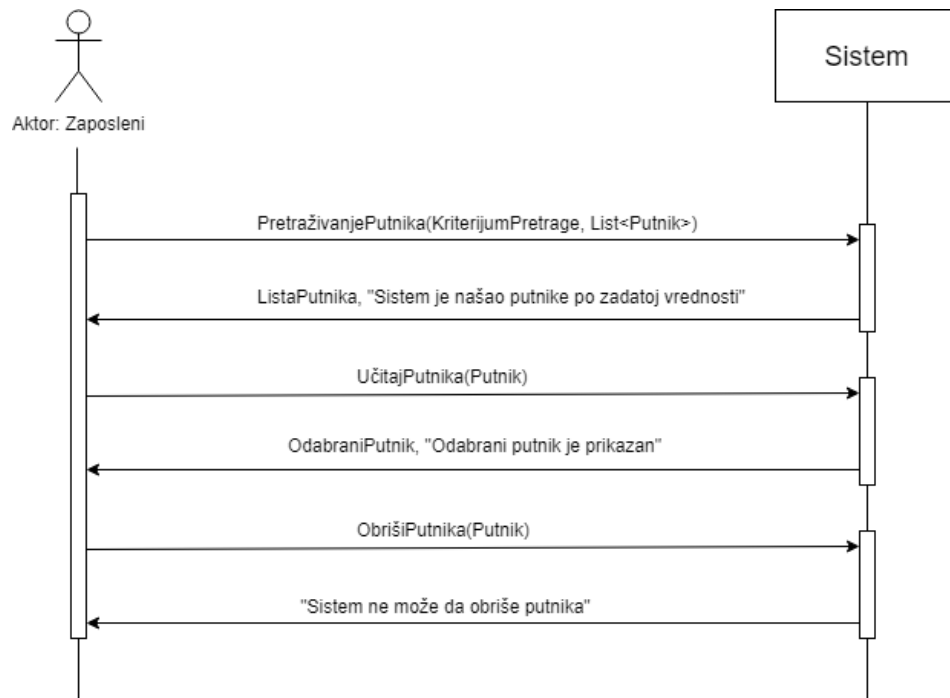 Sistem
Aktor: Zaposleni
PretraživanjePutnika(KriterijumPretrage, List<Putnik>)
ListaPutnika, "Sistem je našao putnike po zadatoj vrednosti"
UčitajPutnika(Putnik)
OdabraniPutnik, "Odabrani putnik je prikazan"
ObrišiPutnika(Putnik)
"Sistem ne može da obriše putnika"